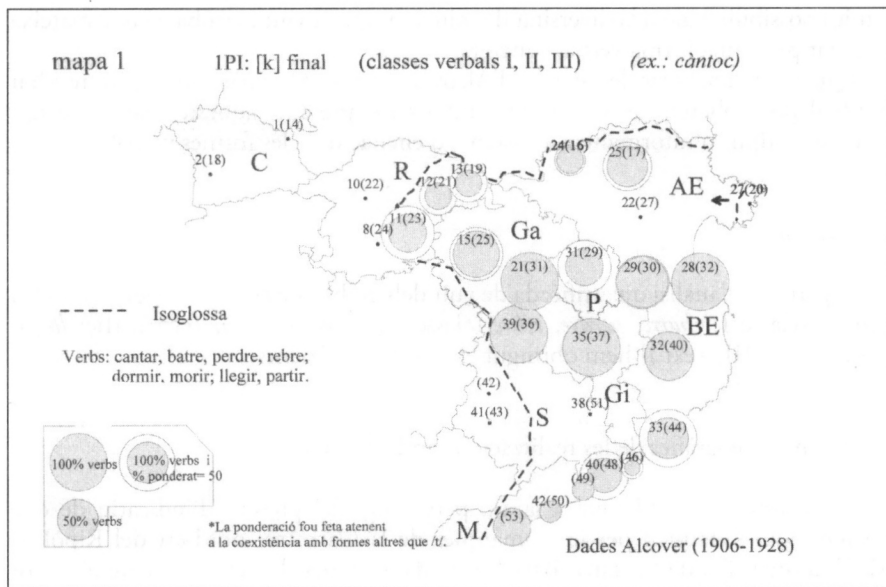 mapa 1 1PI: [k] final (classes verbals I, II, III) (ex.: càntoc)
1(14)
2(18)
C
R
10(22)
12(21)
13(19)
24(16)
25(17)
AE
27(20)
22(27)
8(24)
11(23)
Ga
15(25)
21(31)
31(29)
29(30)
28(32)
P
BE
Isoglossa
39(36)
35(37)
32(40)
Verbs: cantar, batre, perdre, rebre;
dormir, morir; llegir, partir.
(42)
41(43)
S
38(51)
Gi
33(44)
(46)
40(48)
(49)
42(50)
(53)
M
100% verbs
100% verbs i
% ponderat= 50
50% verbs
*La ponderació fou feta atenent
a la coexistència amb formes altres que /t/.
Dades Alcover (1906-1928)